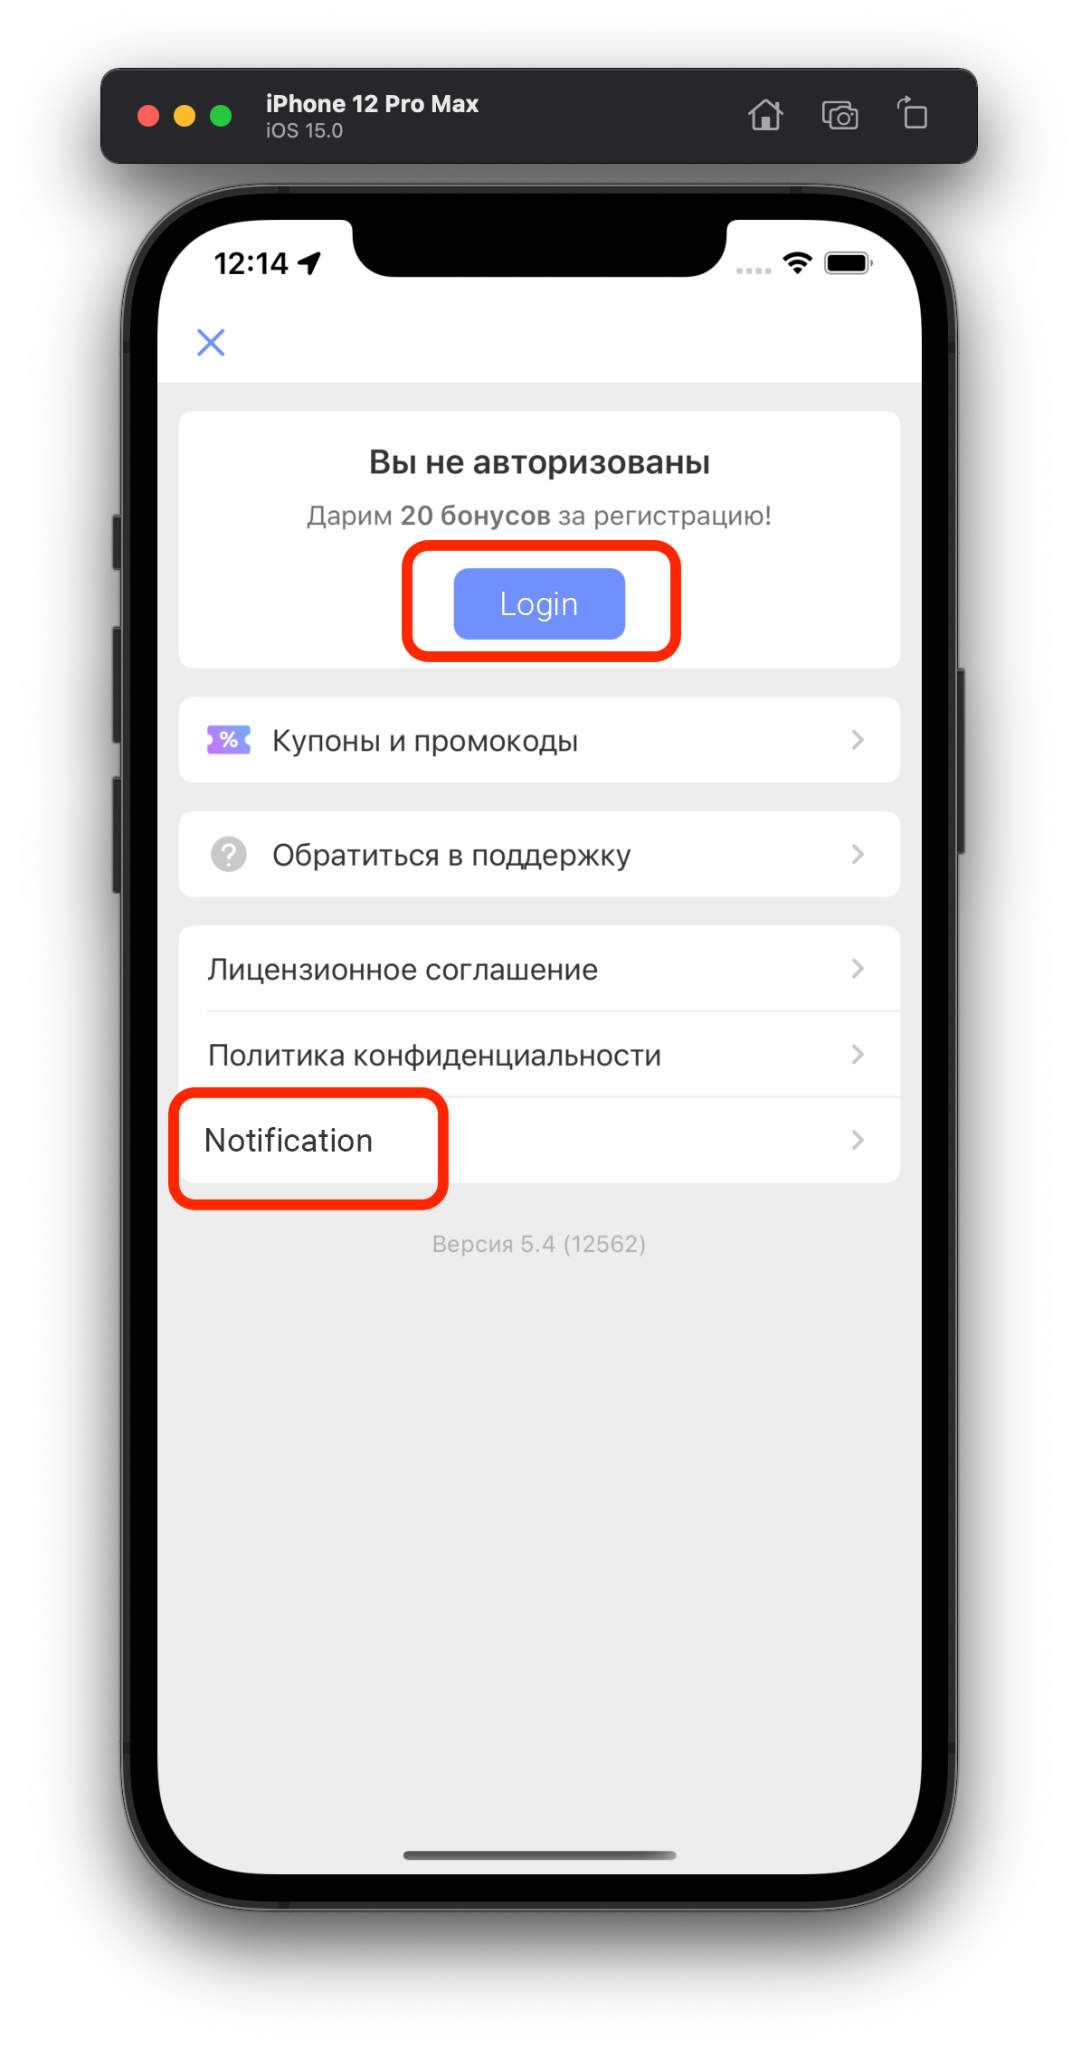 iPhone 12 Pro Max
iOS 15.0
12:14
Вы не авторизованы
Дарим 20 бонусов за регистрацию!
Login
%
Купоны и промокоды
?
Обратиться в поддержку
Лицензионное соглашение
Политика конфиденциальности
Notification
Версия 5.4 (12562)